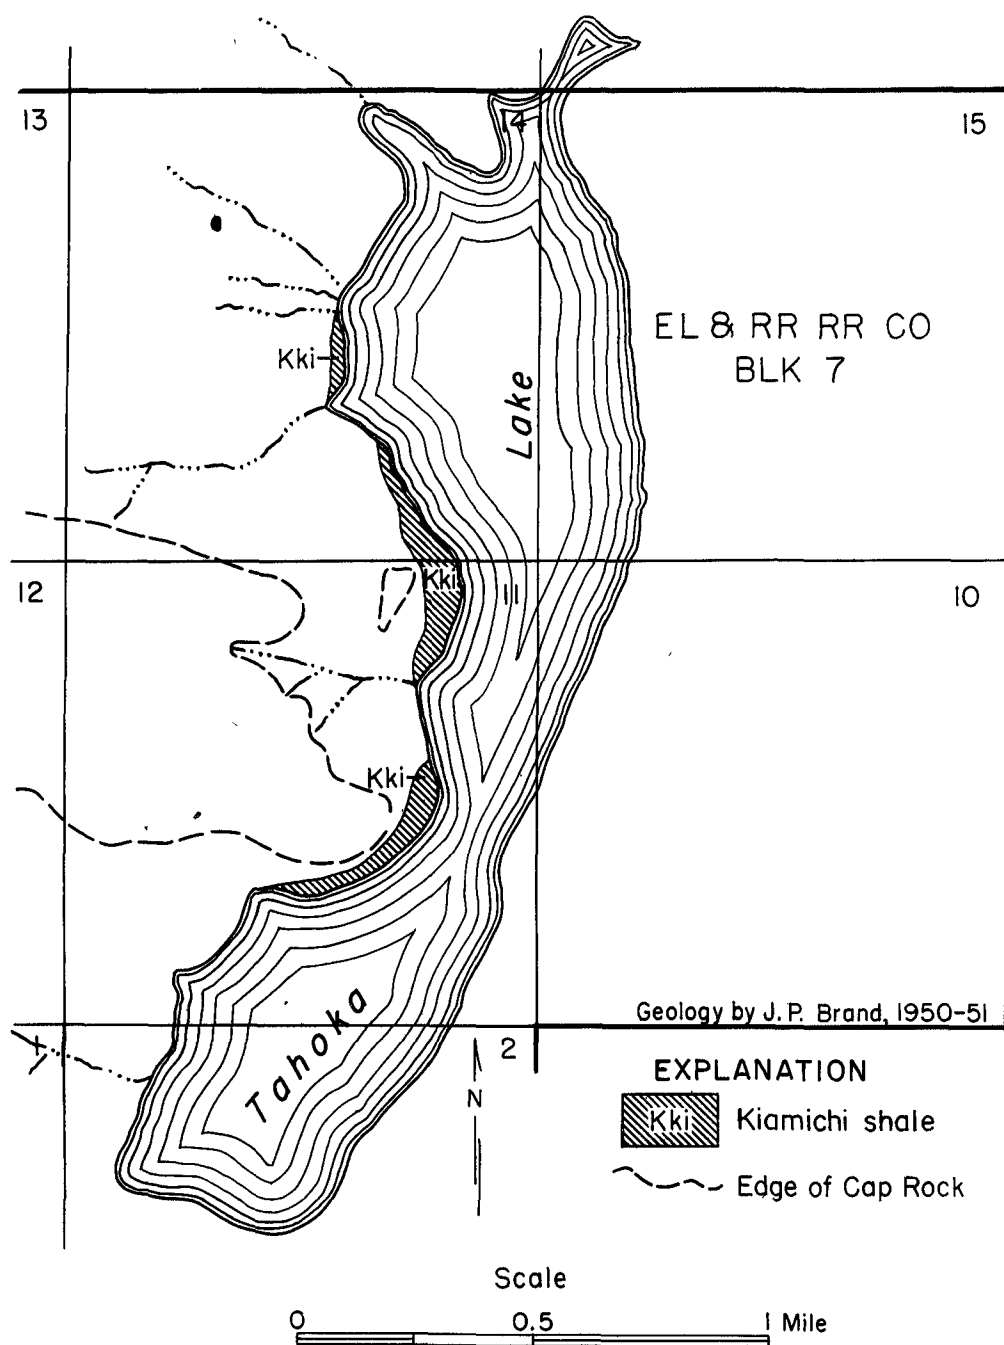 13
14
15
EL & RR RR CO
BLK 7
Kki
Lake
12
Kki
11
10
Kki
Tahoka
Geology by J. P. Brand, 1950-51
1
2
N
EXPLANATION
Kki Kiamichi shale
Edge of Cap Rock
Scale
0 0.5 1 Mile